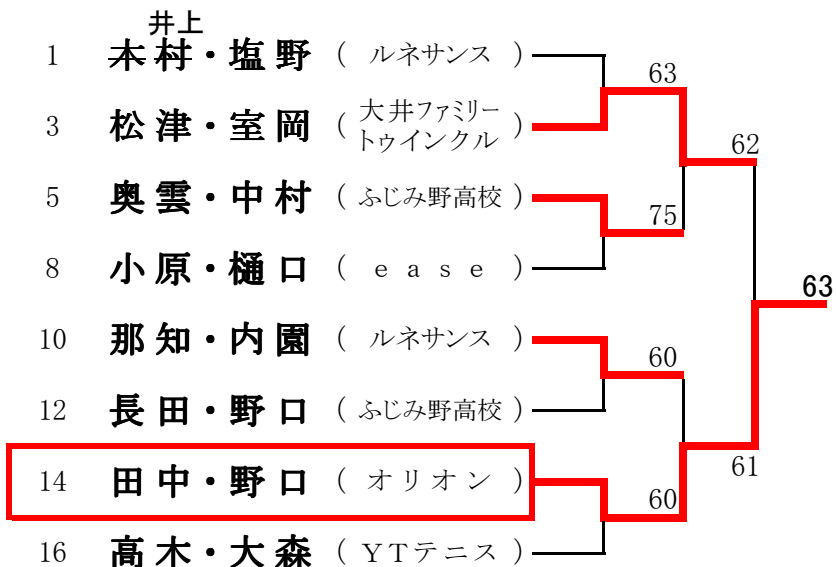 井上
1 木村・塩野 ( ルネサンス )
63
3 松津・室岡 ( 大井ファミリー
トゥインクル )
62
5 奥雲・中村 ( ふじみ野高校 )
75
8 小原・樋口 ( ease )
63
10 那知・内園 ( ルネサンス )
60
12 長田・野口 ( ふじみ野高校 )
61
14 田中・野口 ( オリオン )
60
16 高木・大森 ( YTテニス )